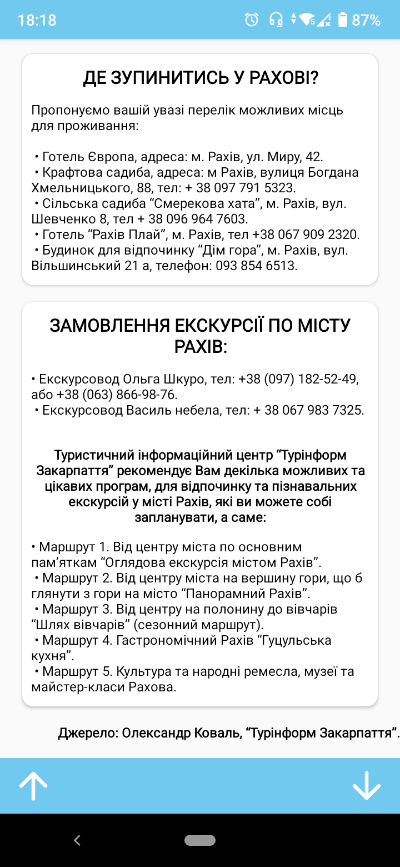 18:18
87%
ДЕ ЗУПИНИТИСЬ У РАХОВІ?
Пропонуємо вашій увазі перелік можливих місць
для проживання:
• Готель Європа, адреса: м. Рахів, ул. Миру, 42.
• Крафтова садиба, адреса: м Рахів, вулиця Богдана
Хмельницького, 88, тел: + 38 097 791 5323.
• Сільська садиба “Смерекова хата”, м. Рахів, вул.
Шевченко 8, тел + 38 096 964 7603.
• Готель “Рахів Плай”, м. Рахів, тел +38 067 909 2320.
• Будинок для відпочинку “Дім гора”, м. Рахів, вул.
Вільшинський 21 а, телефон: 093 854 6513.
ЗАМОВЛЕННЯ ЕКСКУРСІЇ ПО МІСТУ
РАХІВ:
• Екскурсовод Ольга Шкуро, тел: +38 (097) 182-52-49,
або +38 (063) 866-98-76.
• Екскурсовод Василь небела, тел: + 38 067 983 7325.
Туристичний інформаційний центр “Турінформ
Закарпаття” рекомендує Вам декілька можливих та
цікавих програм, для відпочинку та пізнавальних
екскурсій у місті Рахів, які ви можете собі
запланувати, а саме:
• Маршрут 1. Від центру міста по основним
пам’яткам “Оглядова екскурсія містом Рахів”.
• Маршрут 2. Від центру міста на вершину гори, що б
глянути з гори на місто “Панорамний Рахів”.
• Маршрут 3. Від центру на полонину до вівчарів
“Шлях вівчарів” (сезонний маршрут).
• Маршрут 4. Гастрономічний Рахів “Гуцульська
кухня”.
• Маршрут 5. Культура та народні ремесла, музеї та
майстер-класи Рахова.
Джерело: Олександр Коваль, “Турінформ Закарпаття”.